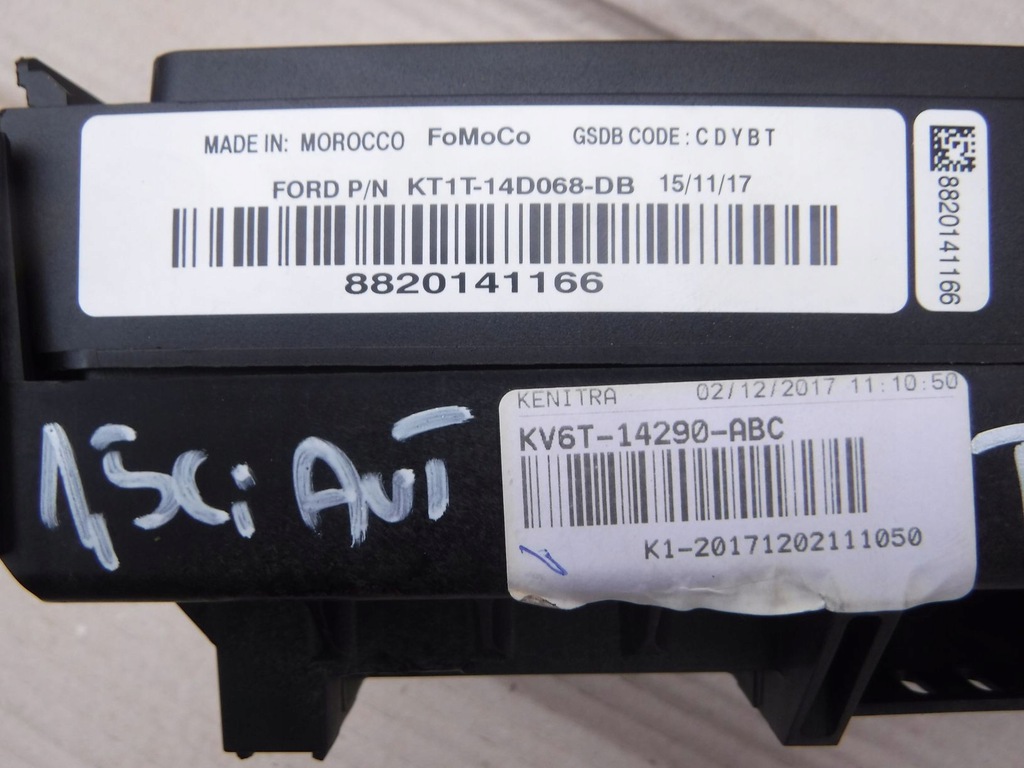 MADE IN: MOROCCO FoMoCo GSDB CODE: CDYBT
FORD P/N KT1T-14D068-DB 15/11/17
8820141166
8820141166
KENITRA 02/12/2017 11:10:50
KV6T-14290-ABC
K1-20171202111050